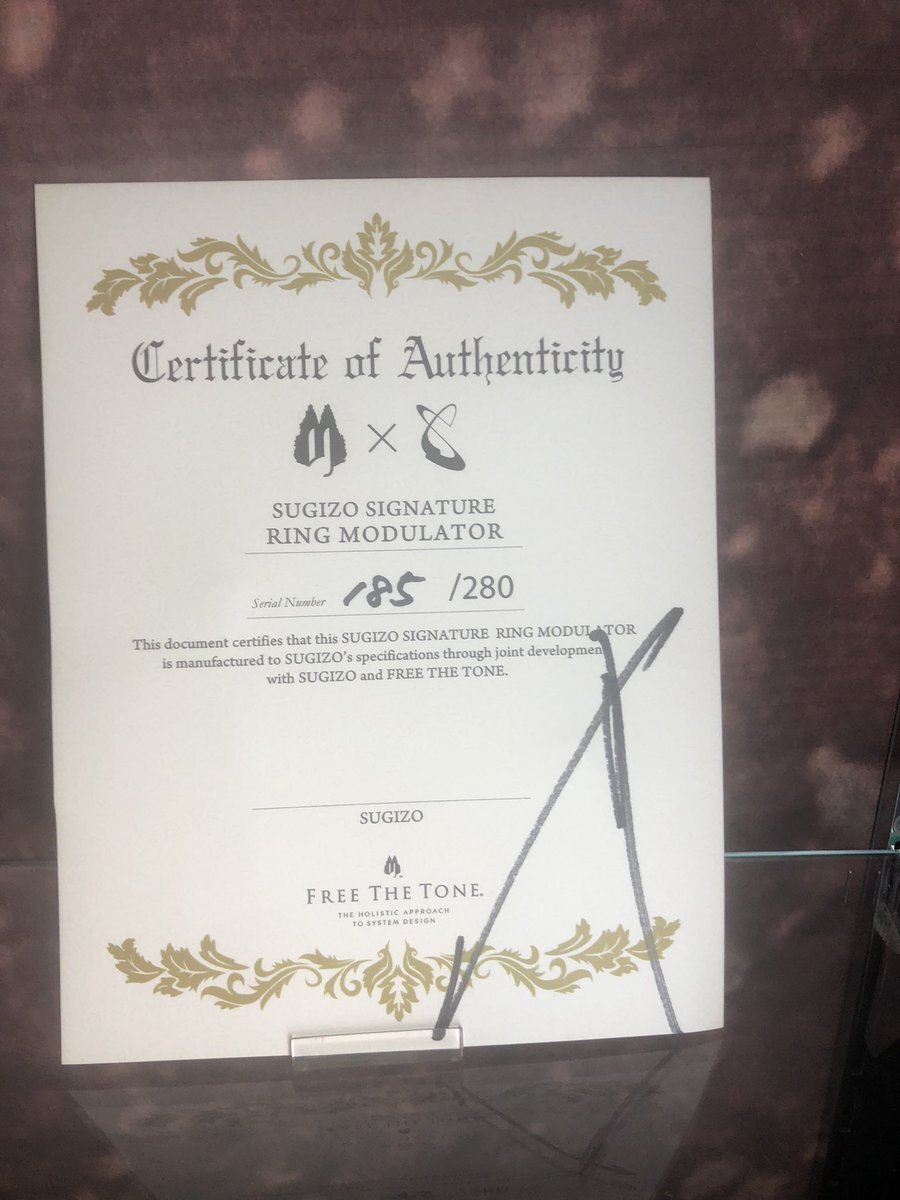 Certificate of Authenticity
×
SUGIZO SIGNATURE
RING MODULATOR
Serial Number 185 /280
This document certifies that this SUGIZO SIGNATURE RING MODULATOR
is manufactured to SUGIZO's specifications through joint development
with SUGIZO and FREE THE TONE.
SUGIZO
FREE THE TONE.
THE HOLISTIC APPROACH
TO SYSTEM DESIGN